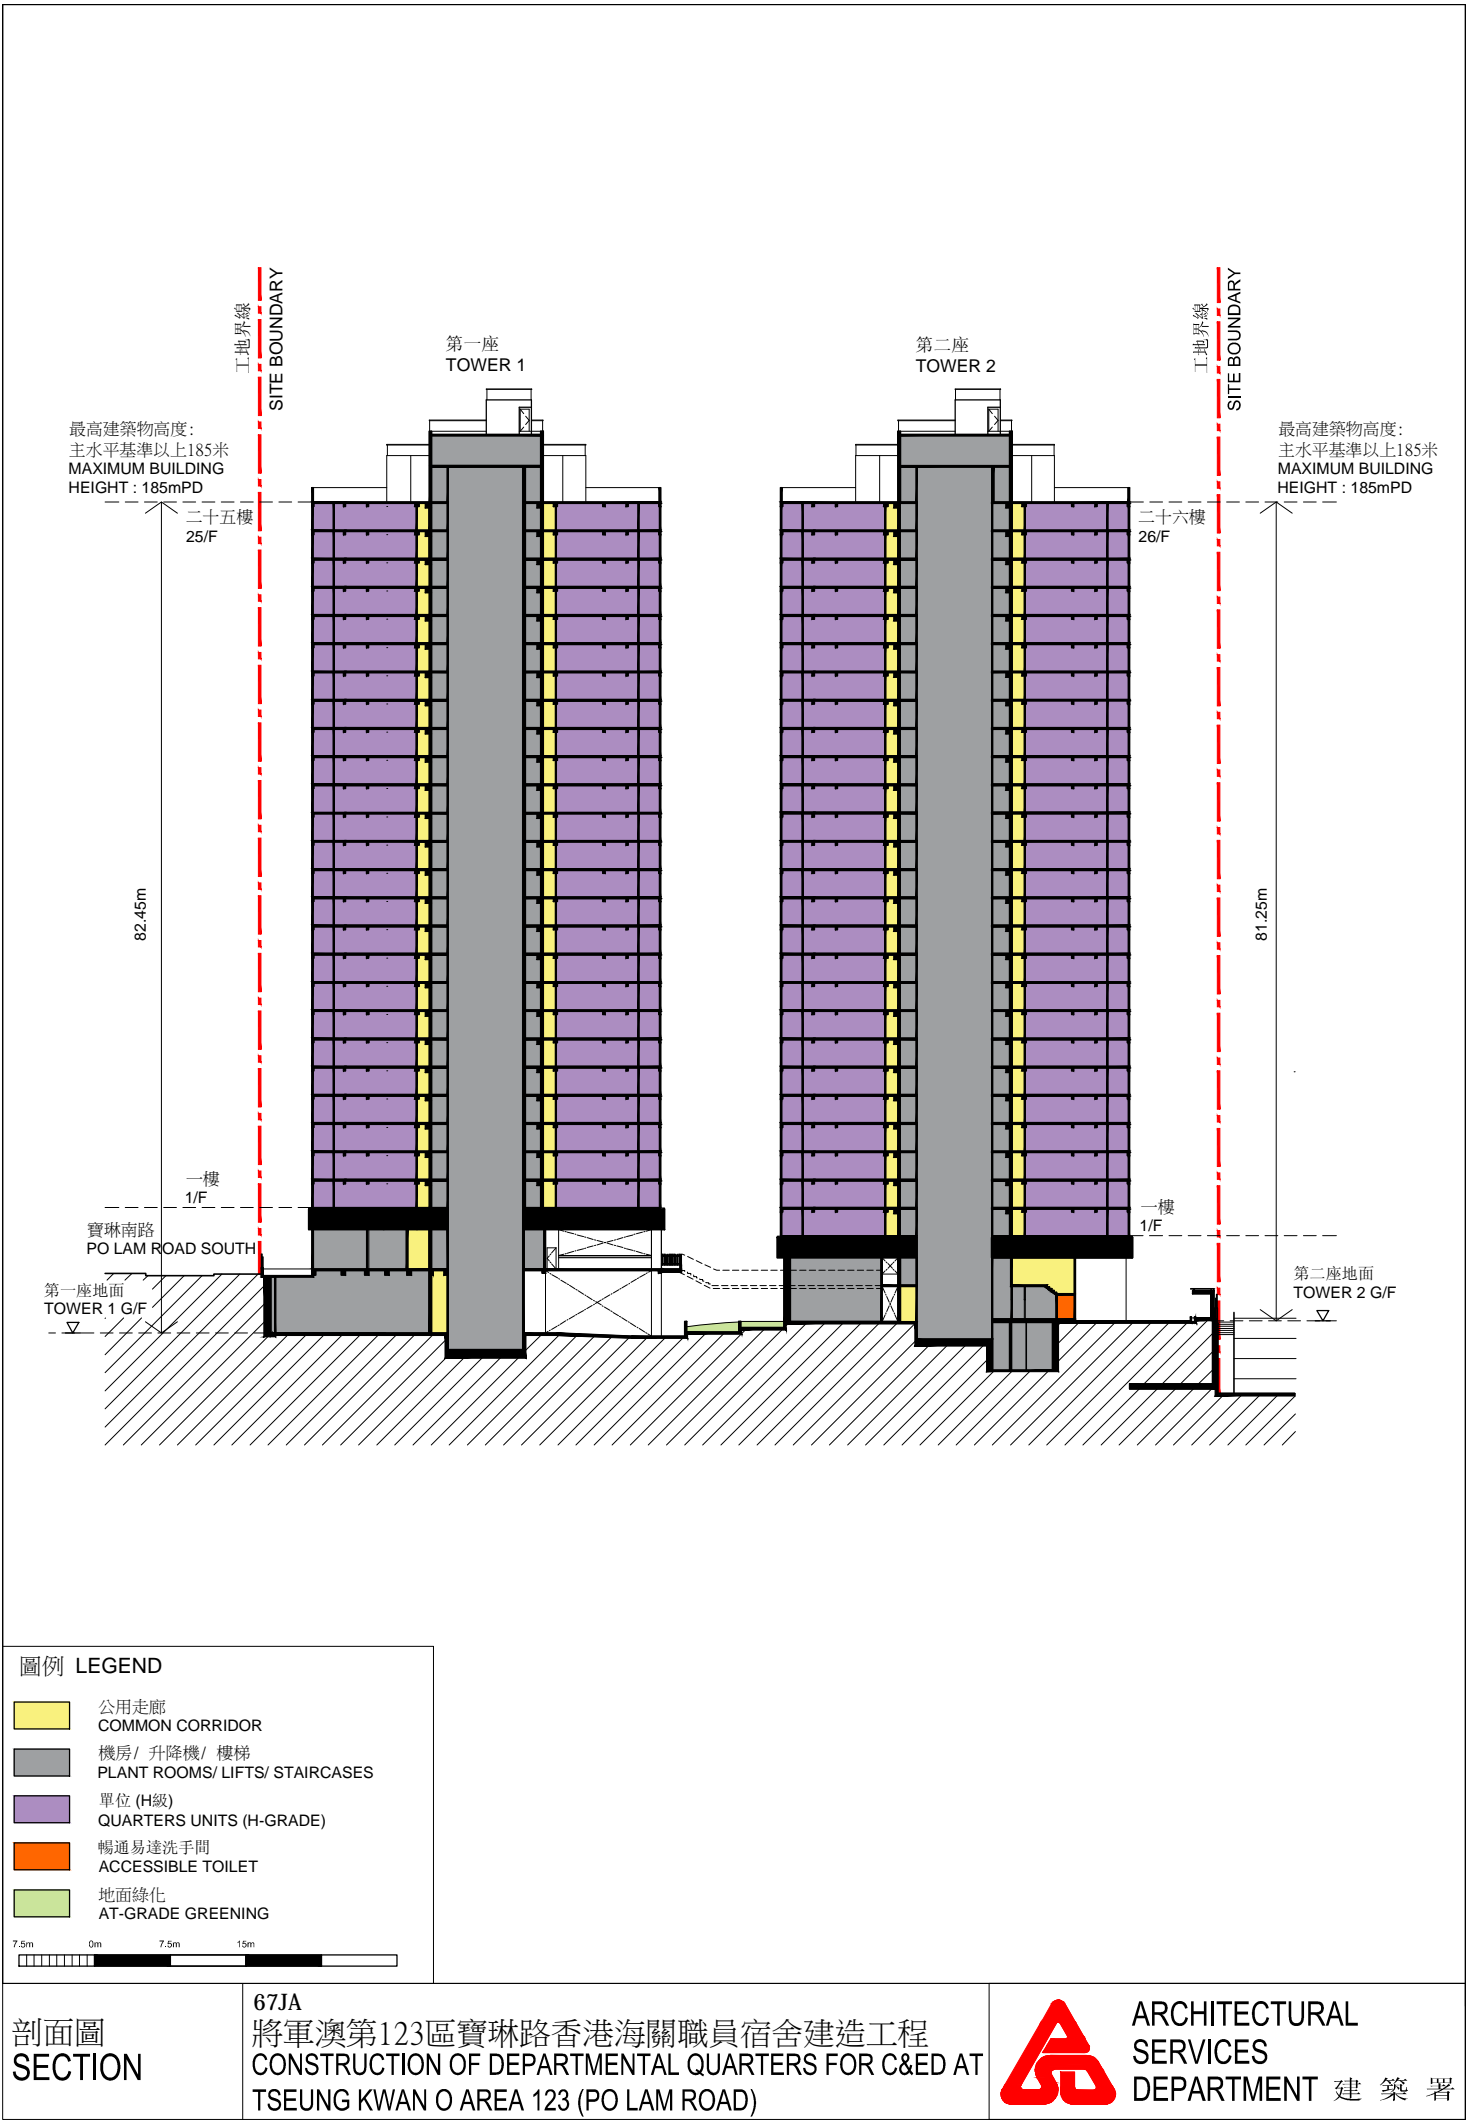 工地界線
SITE BOUNDARY
工地界線
SITE BOUNDARY
第一座
TOWER 1
第二座
TOWER 2
最高建築物高度：
主水平基準以上185米
MAXIMUM BUILDING
HEIGHT : 185mPD
最高建築物高度：
主水平基準以上185米
MAXIMUM BUILDING
HEIGHT : 185mPD
二十五樓
25/F
二十六樓
26/F
82.45m
81.25m
一樓
1/F
一樓
1/F
寶琳南路
PO LAM ROAD SOUTH
第一座地面
TOWER 1 G/F
第二座地面
TOWER 2 G/F
圖例 LEGEND
公用走廊
COMMON CORRIDOR
機房/ 升降機/ 樓梯
PLANT ROOMS/ LIFTS/ STAIRCASES
單位 (H級)
QUARTERS UNITS (H-GRADE)
暢通易達洗手間
ACCESSIBLE TOILET
地面綠化
AT-GRADE GREENING
7.5m 0m 7.5m 15m
剖面圖
SECTION
67JA
將軍澳第123區寶琳路香港海關職員宿舍建造工程
CONSTRUCTION OF DEPARTMENTAL QUARTERS FOR C&ED AT
TSEUNG KWAN O AREA 123 (PO LAM ROAD)
ARCHITECTURAL
SERVICES
DEPARTMENT 建築署